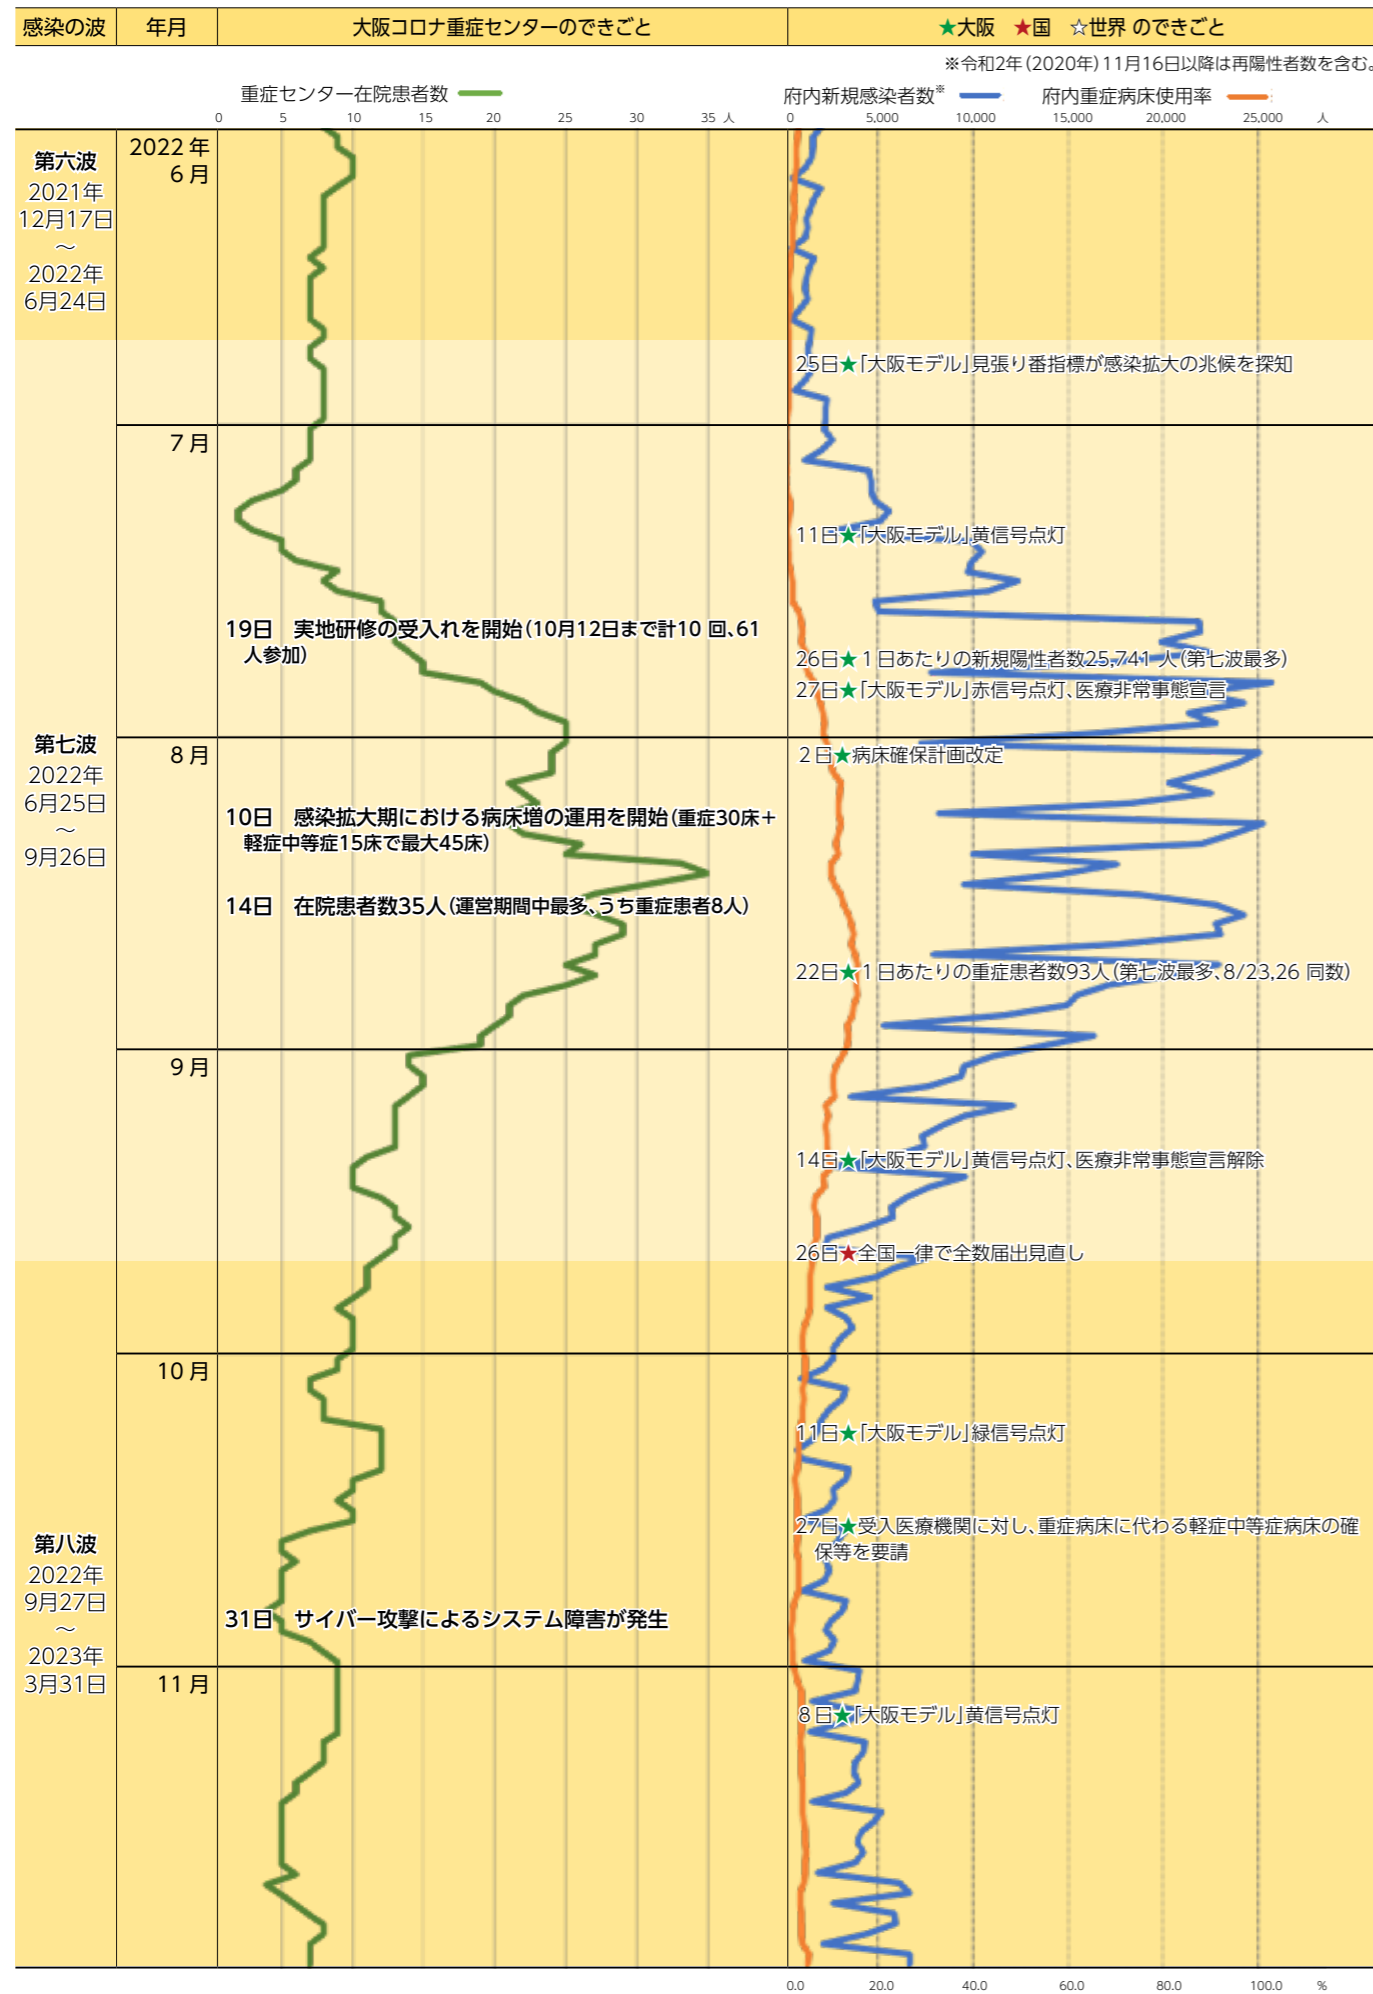 感染の波 年月 大阪コロナ重症センターのできごと ★大阪 ★国 ☆世界 のできごと
※令和2年(2020年)11月16日以降は再陽性者数を含む。
重症センター在院患者数 府内新規感染者数※ 府内重症病床使用率
0 5 10 15 20 25 30 35 人 0 5,000 10,000 15,000 20,000 25,000 人
第六波
2021年
12月17日
〜
2022年
6月24日
2022年
6月
25日★「大阪モデル」見張り番指標が感染拡大の兆候を探知
第七波
2022年
6月25日
〜
9月26日
7月
11日★「大阪モデル」黄信号点灯
19日 実地研修の受入れを開始(10月12日まで計10 回、61
人参加)
26日★1日あたりの新規陽性者数25,741 人(第七波最多)
27日★「大阪モデル」赤信号点灯、医療非常事態宣言
8月
2日★病床確保計画改定
10日 感染拡大期における病床増の運用を開始(重症30床＋
軽症中等症15床で最大45床)
14日 在院患者数35人(運営期間中最多、うち重症患者8人)
22日★1日あたりの重症患者数93人(第七波最多、8/23,26 同数)
9月
14日★「大阪モデル」黄信号点灯、医療非常事態宣言解除
26日★全国一律で全数届出見直し
第八波
2022年
9月27日
〜
2023年
3月31日
10月
11日★「大阪モデル」緑信号点灯
27日★受入医療機関に対し、重症病床に代わる軽症中等症病床の確
保等を要請
31日 サイバー攻撃によるシステム障害が発生
11月
8日★「大阪モデル」黄信号点灯
0.0 20.0 40.0 60.0 80.0 100.0 %